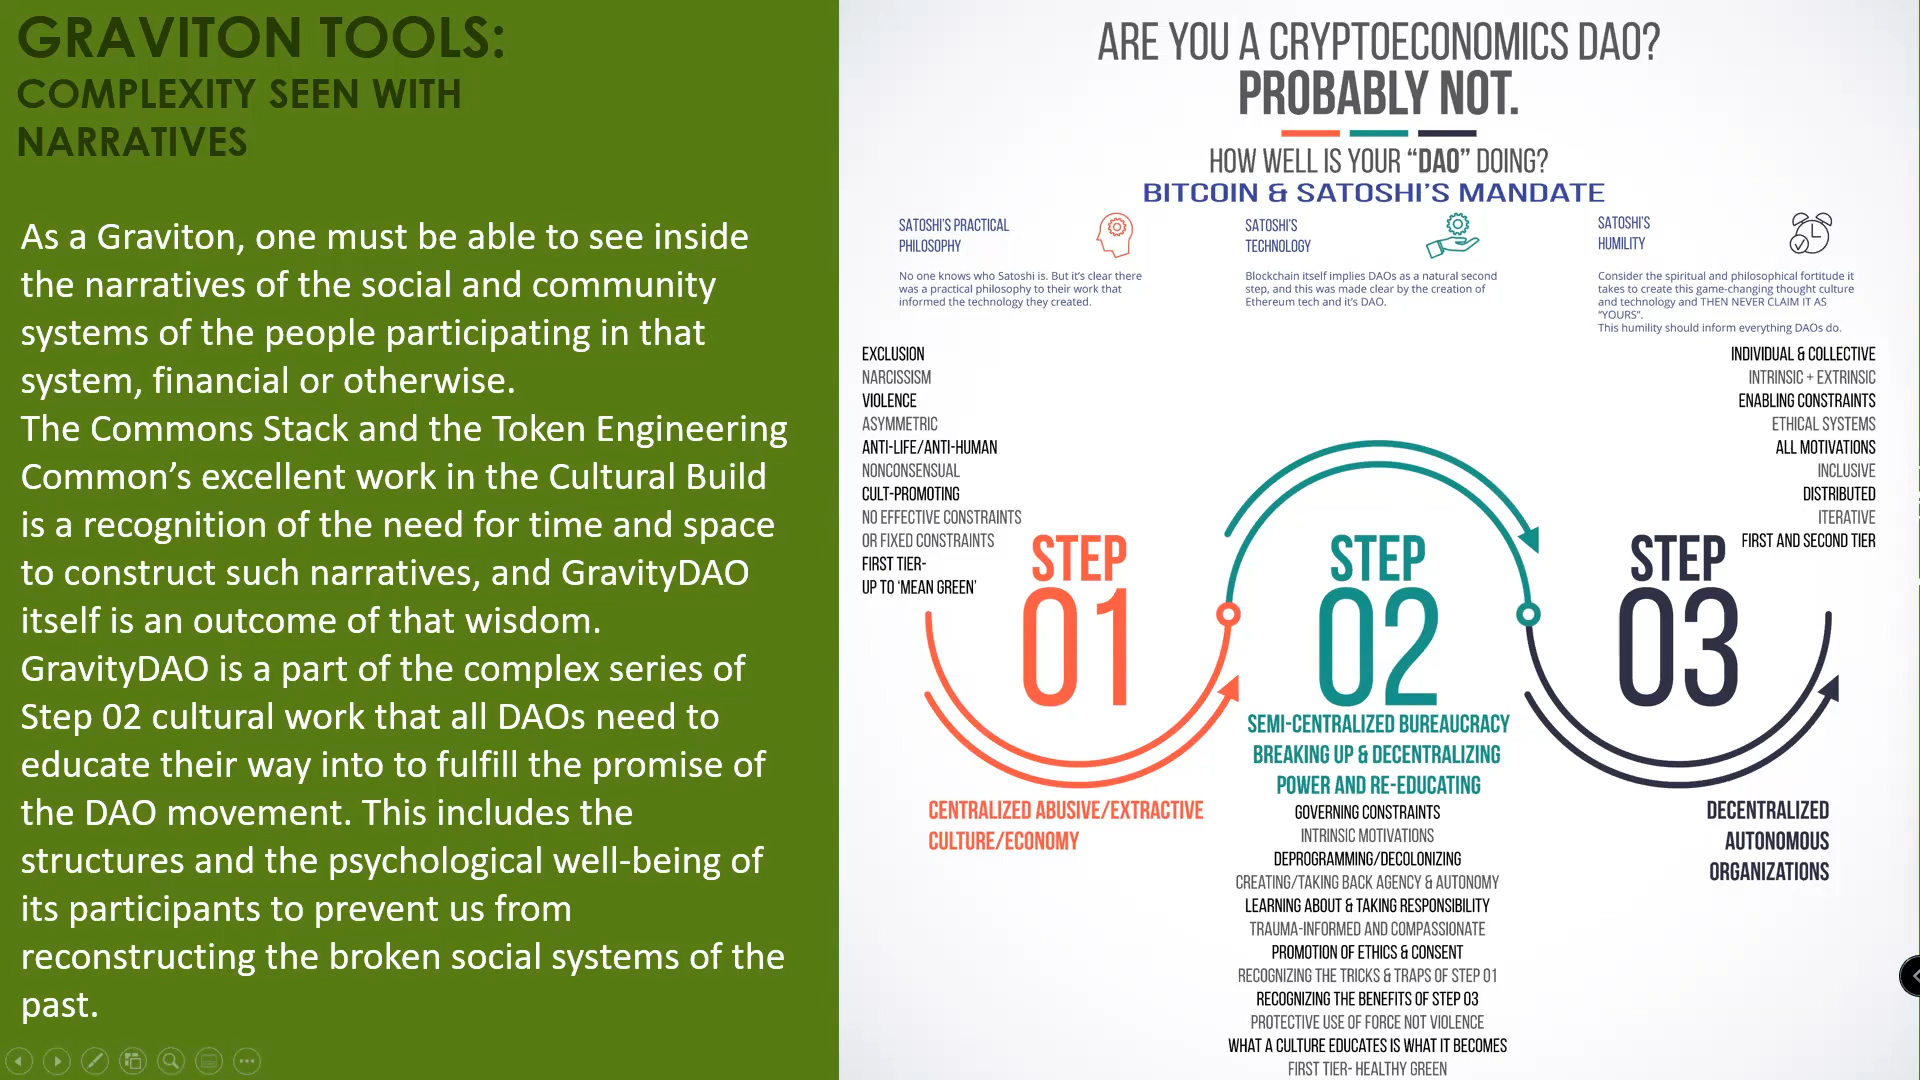 GRAVITON TOOLS:
COMPLEXITY SEEN WITH
NARRATIVES
As a Graviton, one must be able to see inside
the narratives of the social and community
systems of the people participating in that
system, financial or otherwise.
The Commons Stack and the Token Engineering
Common’s excellent work in the Cultural Build
is a recognition of the need for time and space
to construct such narratives, and GravityDAO
itself is an outcome of that wisdom.
GravityDAO is a part of the complex series of
Step 02 cultural work that all DAOs need to
educate their way into to fulfill the promise of
the DAO movement. This includes the
structures and the psychological well-being of
its participants to prevent us from
reconstructing the broken social systems of the
past.
ARE YOU A CRYPTOECONOMICS DAO?
PROBABLY NOT.
HOW WELL IS YOUR “DAO” DOING?
BITCOIN & SATOSHI’S MANDATE
SATOSHI’S PRACTICAL
PHILOSOPHY
No one knows who Satoshi is. But it’s clear there
was a practical philosophy to their work that
informed the technology they created.
SATOSHI’S
TECHNOLOGY
Blockchain itself implies DAOs as a natural second
step, and this was made clear by the creation of
Ethereum tech and it’s DAO.
SATOSHI’S
HUMILITY
Consider the spiritual and philosophical fortitude it
takes to create this game-changing thought culture
and technology and THEN NEVER CLAIM IT AS
“YOURS”.
This humility should inform everything DAOs do.
EXCLUSION
NARCISSISM
VIOLENCE
ASYMMETRIC
ANTI-LIFE/ANTI-HUMAN
NONCONSENSUAL
CULT-PROMOTING
NO EFFECTIVE CONSTRAINTS
OR FIXED CONSTRAINTS
FIRST TIER-
UP TO ‘MEAN GREEN’
STEP
01
CENTRALIZED ABUSIVE/EXTRACTIVE
CULTURE/ECONOMY
STEP
02
SEMI-CENTRALIZED BUREAUCRACY
BREAKING UP & DECENTRALIZING
POWER AND RE-EDUCATING
GOVERNING CONSTRAINTS
INTRINSIC MOTIVATIONS
DEPROGRAMMING/DECOLONIZING
CREATING/TAKING BACK AGENCY & AUTONOMY
LEARNING ABOUT & TAKING RESPONSIBILITY
TRAUMA-INFORMED AND COMPASSIONATE
PROMOTION OF ETHICS & CONSENT
RECOGNIZING THE TRICKS & TRAPS OF STEP 01
RECOGNIZING THE BENEFITS OF STEP 03
PROTECTIVE USE OF FORCE NOT VIOLENCE
WHAT A CULTURE EDUCATES IS WHAT IT BECOMES
FIRST TIER- HEALTHY GREEN
INDIVIDUAL & COLLECTIVE
INTRINSIC + EXTRINSIC
ENABLING CONSTRAINTS
ETHICAL SYSTEMS
ALL MOTIVATIONS
INCLUSIVE
DISTRIBUTED
ITERATIVE
FIRST AND SECOND TIER
STEP
03
DECENTRALIZED
AUTONOMOUS
ORGANIZATIONS